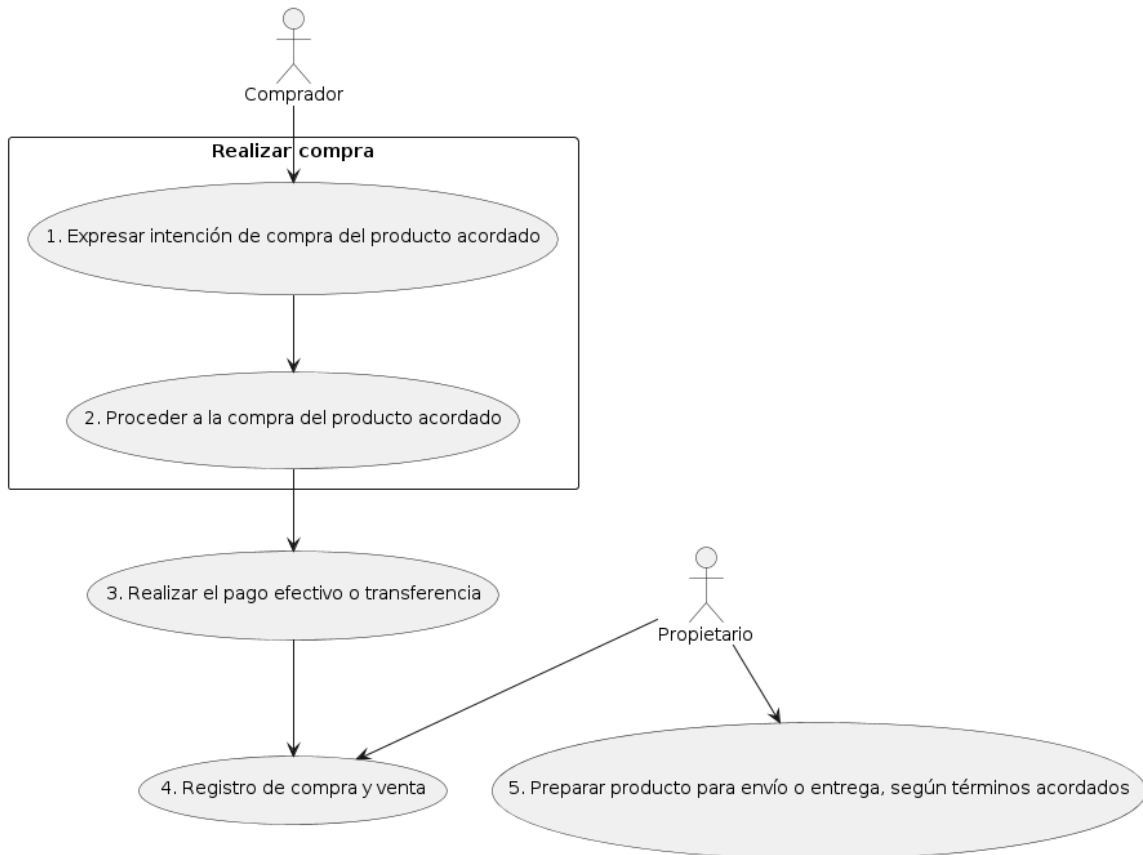 Comprador
Realizar compra
1. Expresar intención de compra del producto acordado
2. Proceder a la compra del producto acordado
3. Realizar el pago efectivo o transferencia
Propietario
4. Registro de compra y venta
5. Preparar producto para envío o entrega, según términos acordados